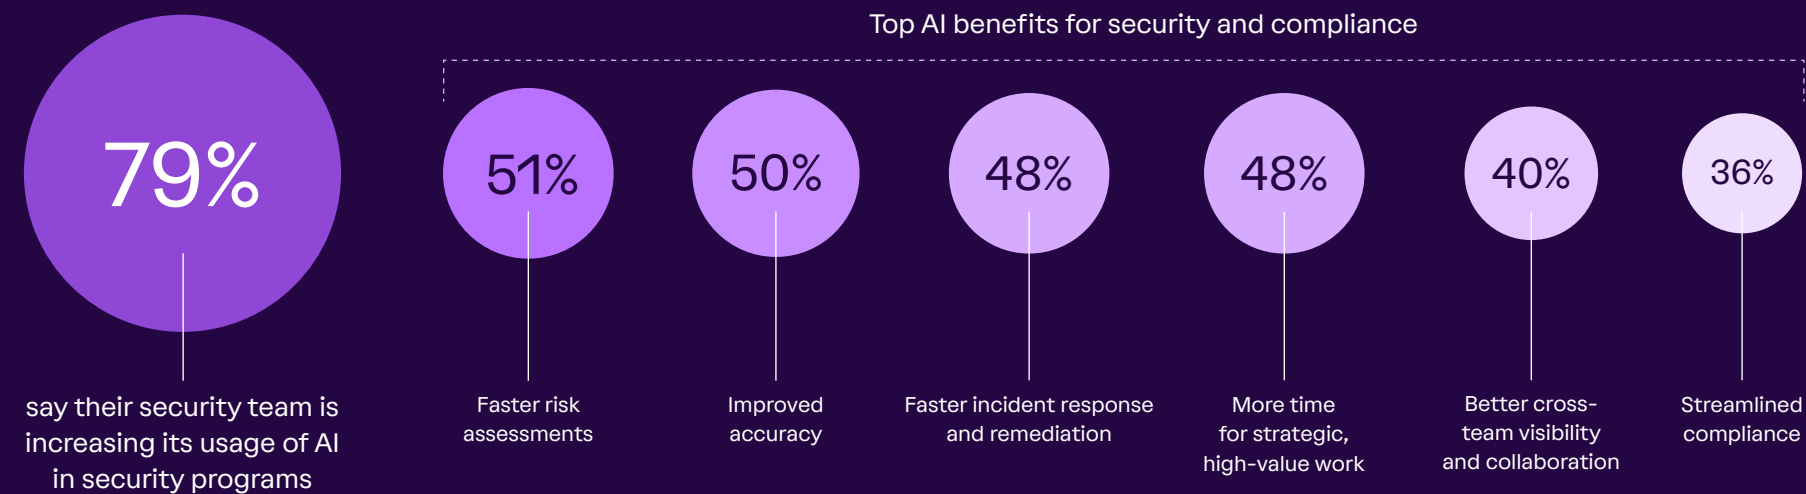 79%
say their security team is
increasing its usage of AI
in security programs
Top AI benefits for security and compliance
51%
Faster risk
assessments
50%
Improved
accuracy
48%
Faster incident response
and remediation
48%
More time
for strategic,
high-value work
40%
Better cross-
team visibility
and collaboration
36%
Streamlined
compliance